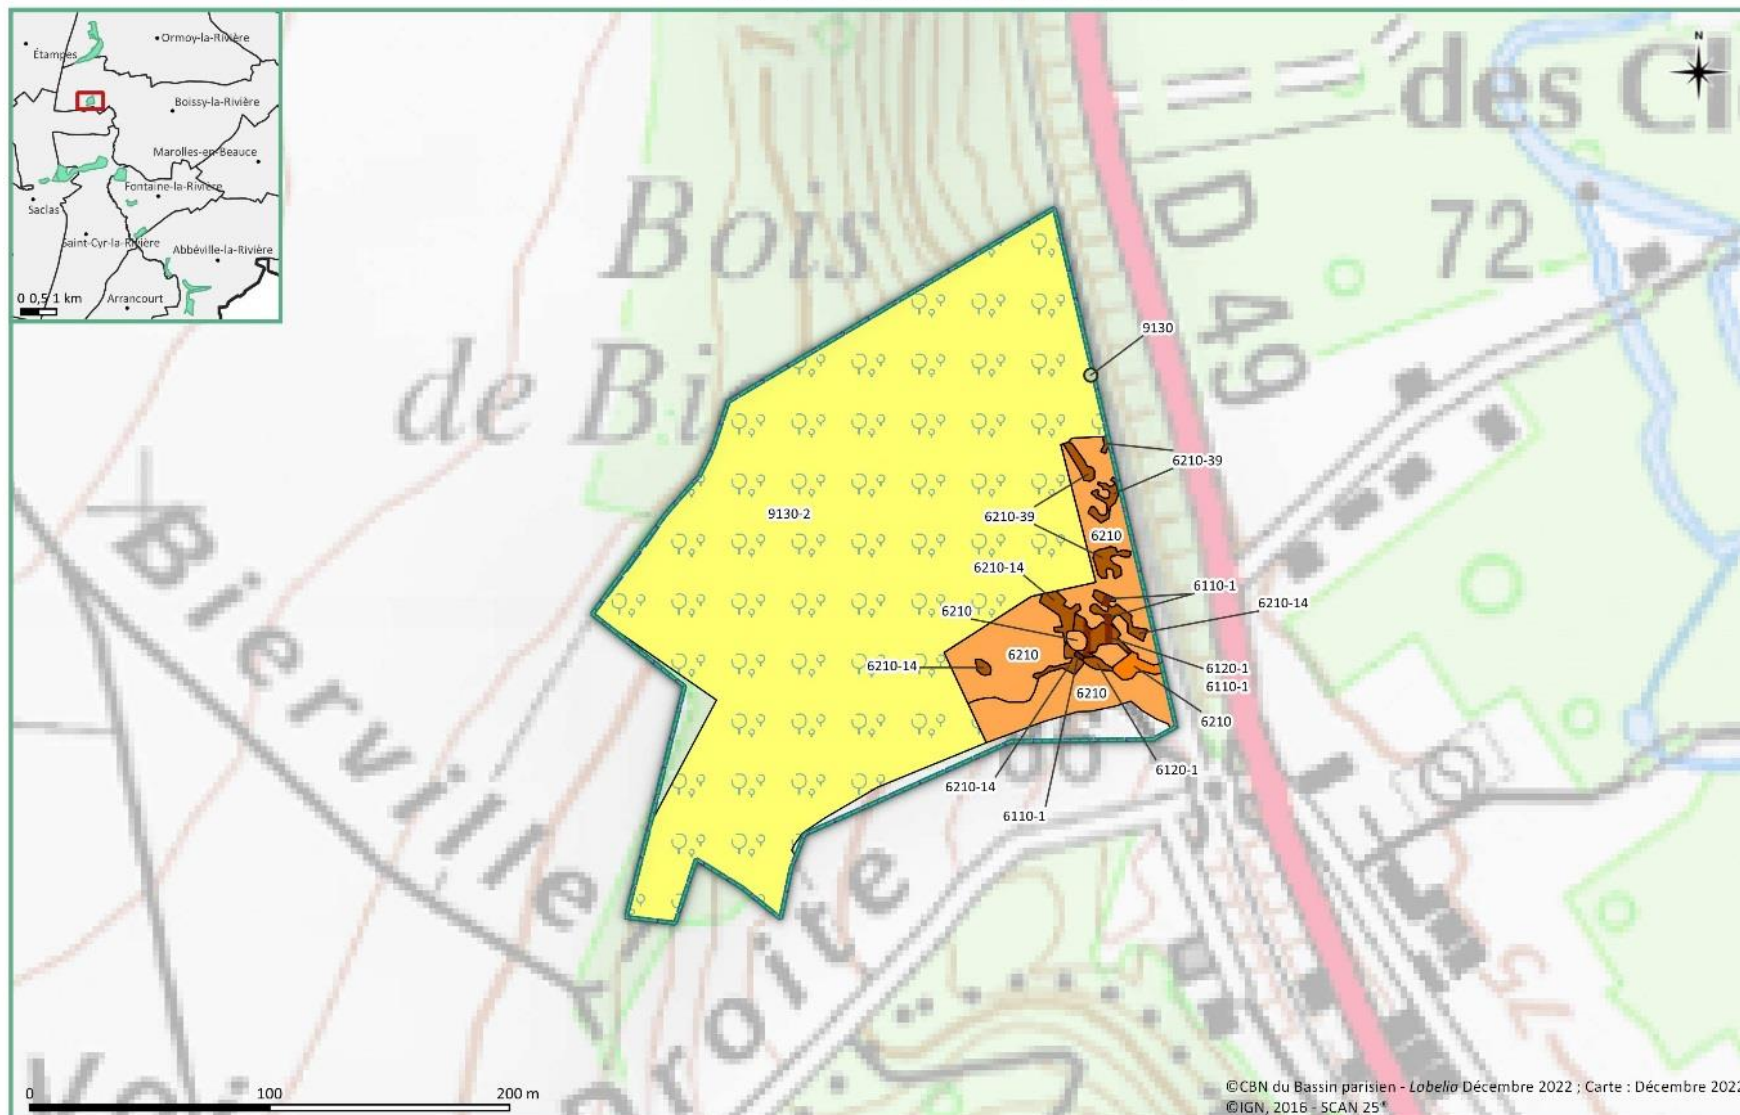 Étampes
Ormoy-la-Rivière
Boissy-la-Rivière
Marolles-en-Beauce
Fontaine-la-Rivière
Saclas
Saint-Cyr-la-Rivière
Abbéville-la-Rivière
Arrancourt
0 0,5 1 km
N
des Cl
Bois
de Bi
D
49
72
Bierville
9130
6210-39
9130-2
6210-39
6210
6210-14
6110-1
6210
6210-14
6210
6210-14
6120-1
6110-1
6210
6210
6120-1
6210-14
6110-1
0 100 200 m
©CBN du Bassin parisien - Lobelia Décembre 2022 ; Carte : Décembre 2022
©IGN, 2016 - SCAN 25®